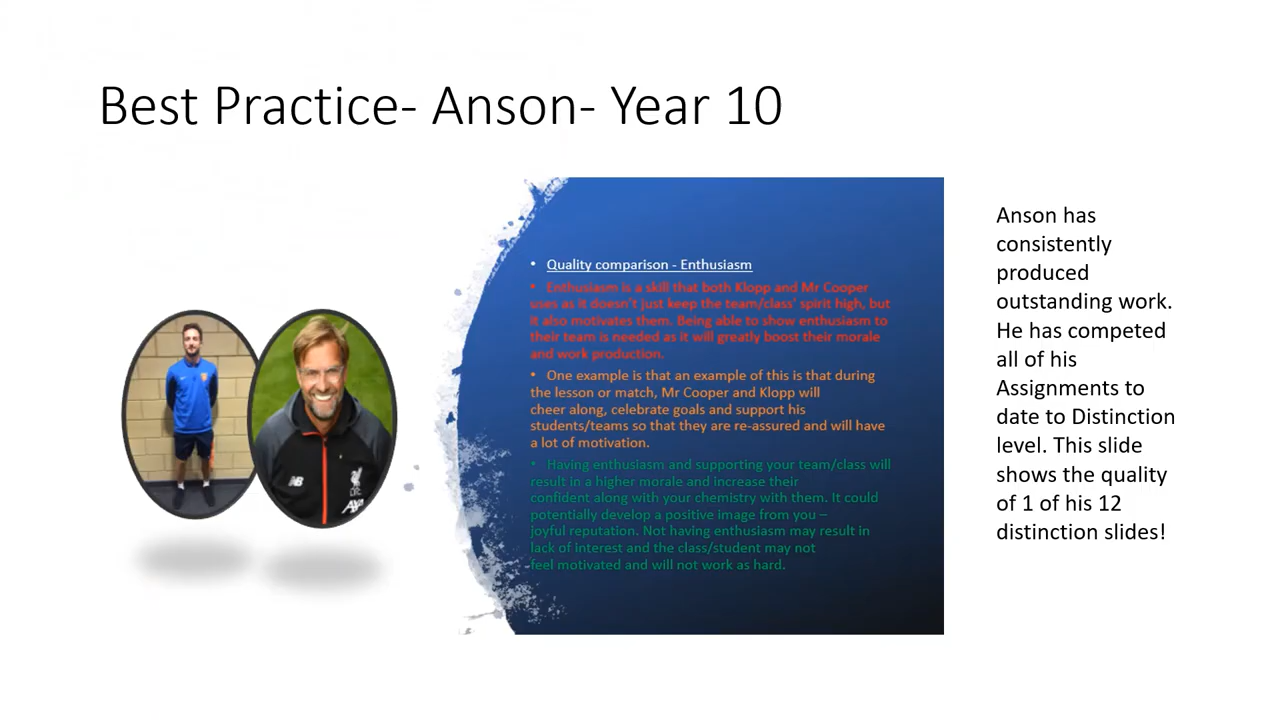 Best Practice- Anson- Year 10
• Quality comparison - Enthusiasm
• Enthusiasm is a skill that both Klopp and Mr Cooper
uses as it doesn't just keep the team/class' spirit high, but
it also motivates them. Being able to show enthusiasm to
their team is needed as it will greatly boost their morale
and work production.
• One example is that an example of this is that during
the lesson or match, Mr Cooper and Klopp will
cheer along, celebrate goals and support his
students/teams so that they are re-assured and will have
a lot of motivation.
• Having enthusiasm and supporting your team/class will
result in a higher morale and increase their
confident along with your chemistry with them. It could
potentially develop a positive image from you –
joyful reputation. Not having enthusiasm may result in
lack of interest and the class/student may not
feel motivated and will not work as hard.
Anson has
consistently
produced
outstanding work.
He has competed
all of his
Assignments to
date to Distinction
level. This slide
shows the quality
of 1 of his 12
distinction slides!
NB
AXA